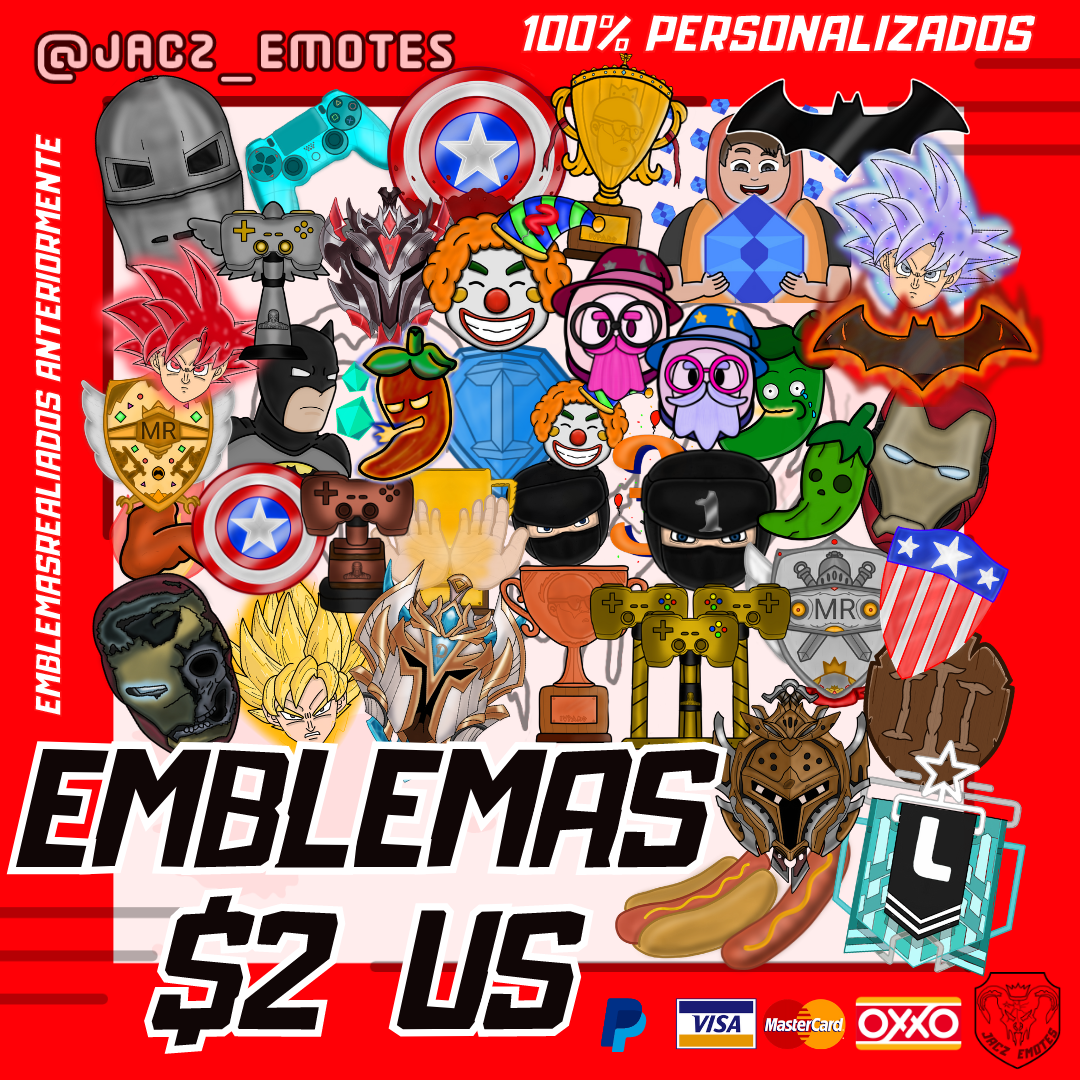 @JACZ_EMOTES
100% PERSONALIZADOS
EMBLEMASREALIADOS ANTERIORMENTE
MR
1
MR
EMBLEMAS
$2 US
L
P
VISA
MasterCard
OXXO
JACZ EMOTES